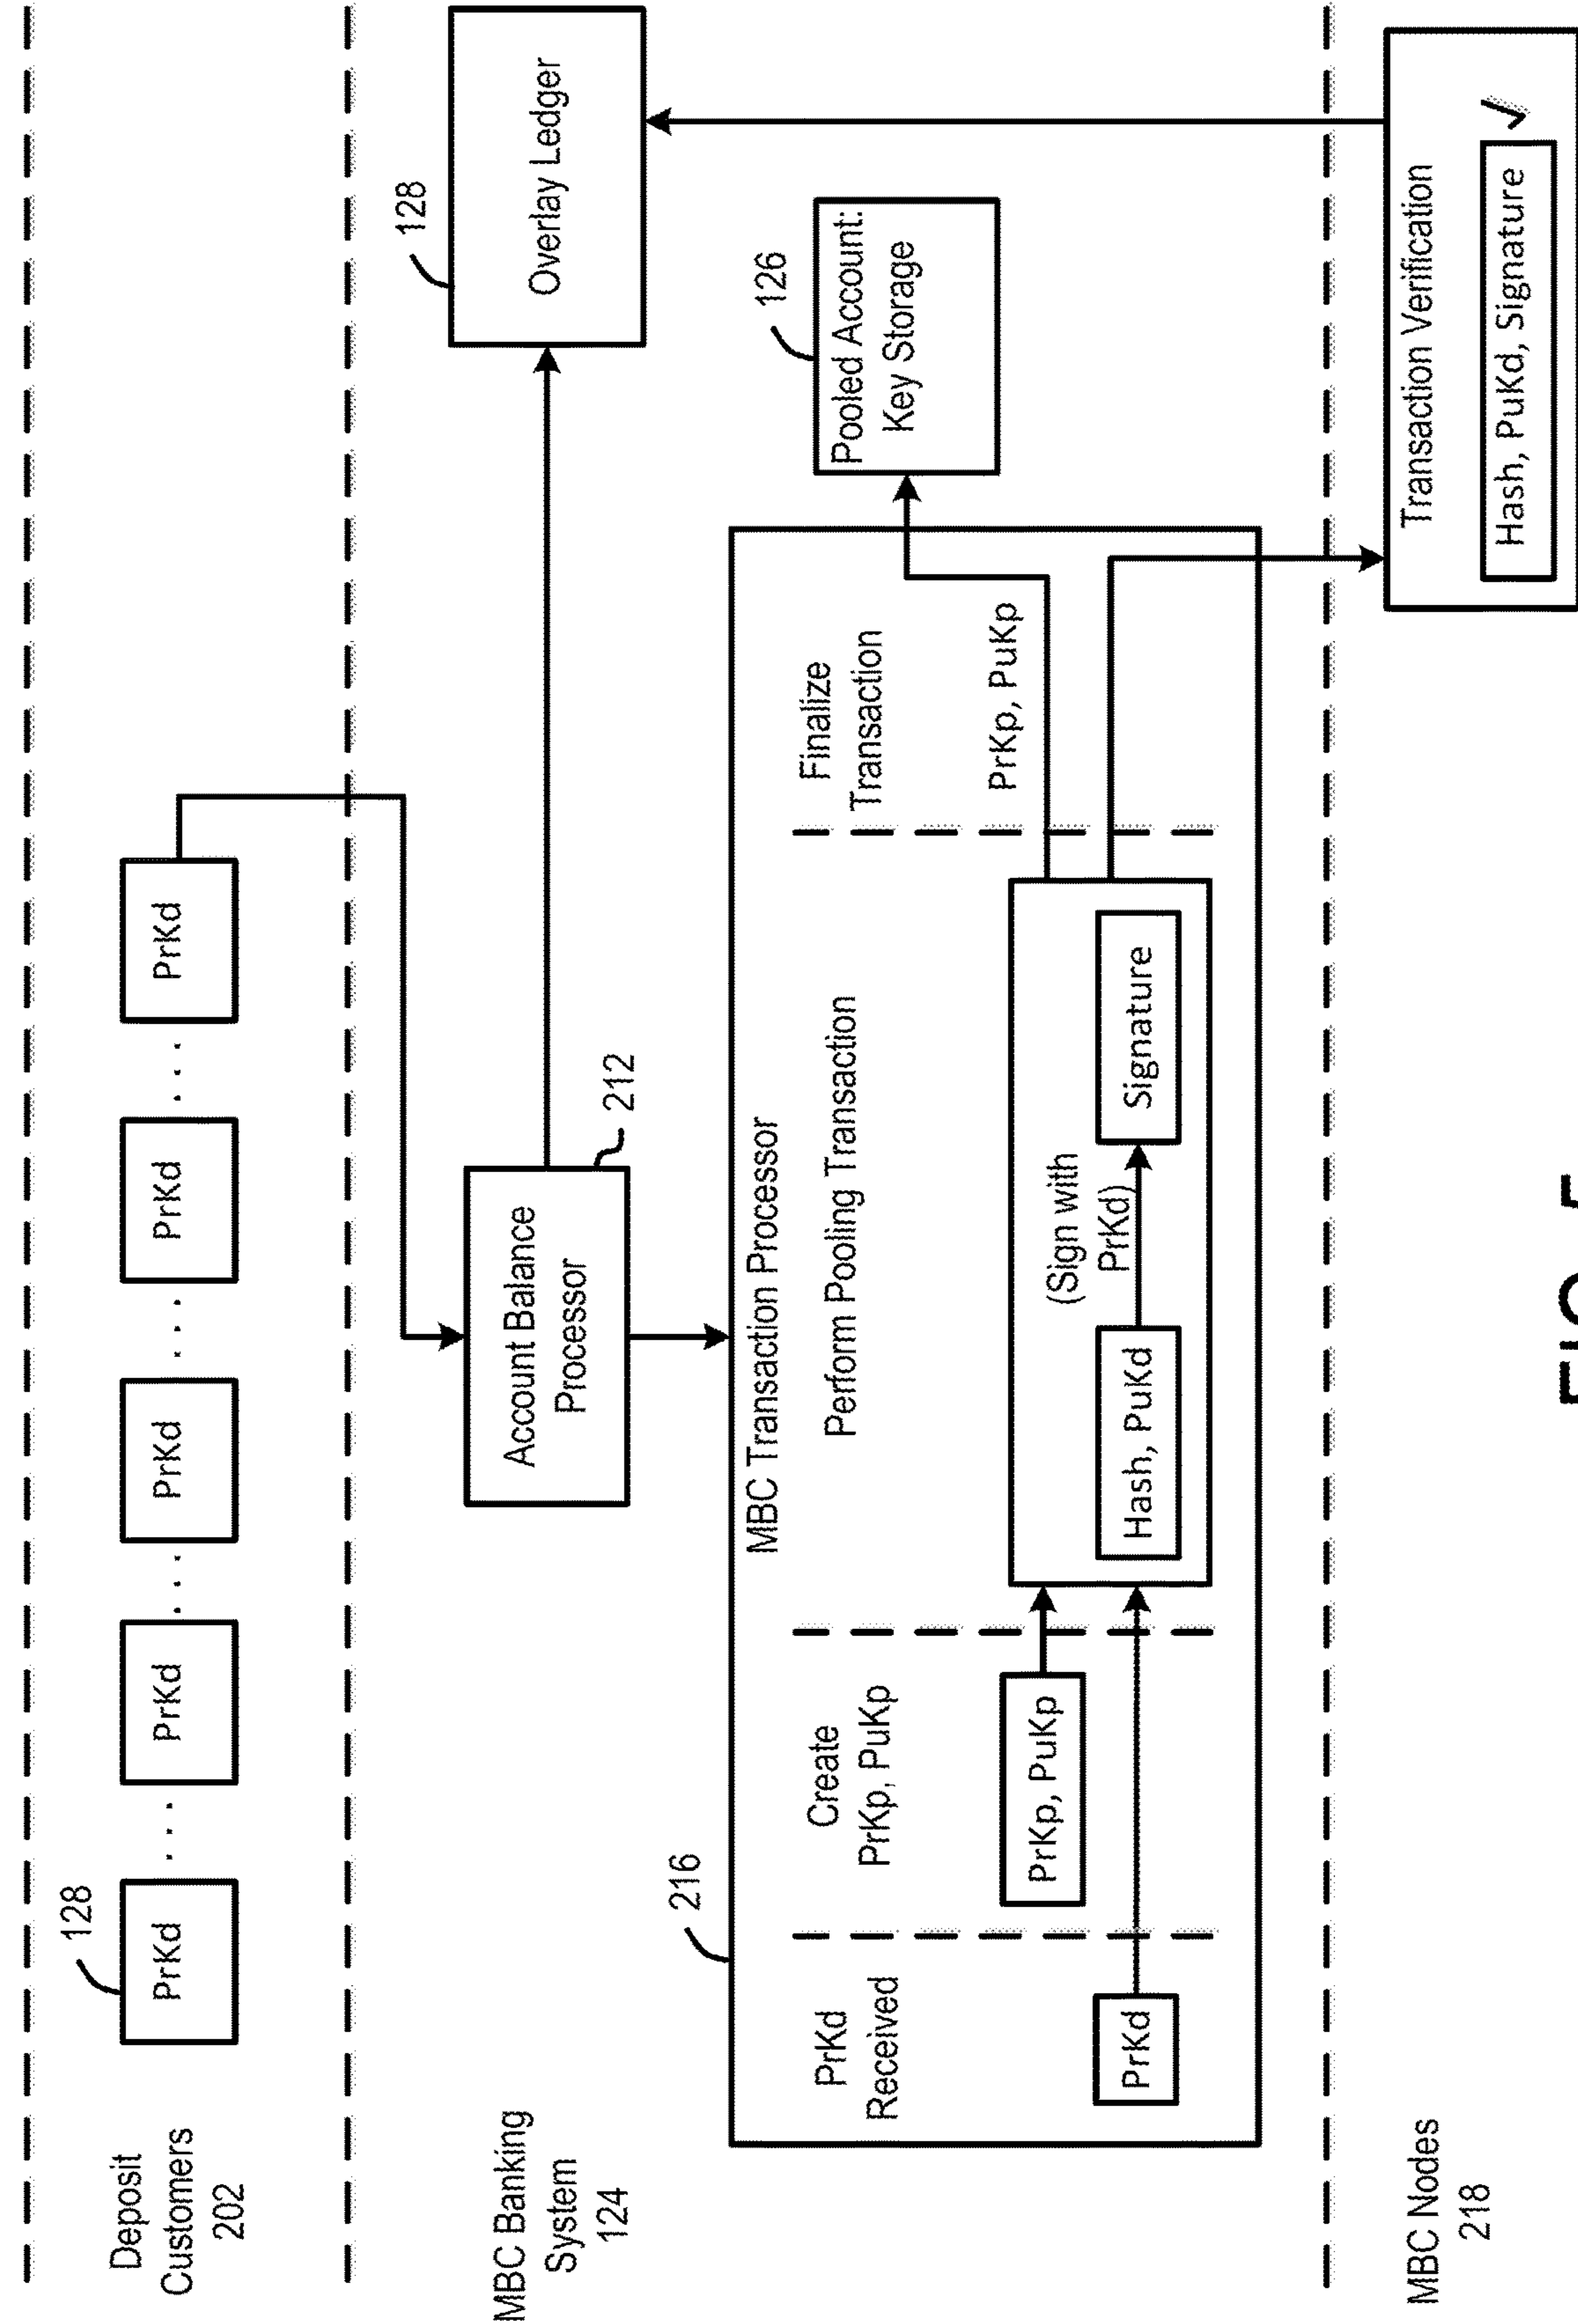 Deposit
Customers
202
128
PrKd
...
PrKd
...
PrKd
...
PrKd
...
PrKd
MBC Banking
System
124
Account Balance
Processor
212
128
Overlay Ledger
216
MBC Transaction Processor
PrKd
Received
PrKd
Create
PrKp, PuKp
PrKp, PuKp
Perform Pooling Transaction
(Sign with
PrKd)
Hash, PuKd
Signature
Finalize
Transaction
PrKp, PuKp
126
Pooled Account:
Key Storage
MBC Nodes
218
Transaction Verification
Hash, PuKd, Signature
✓